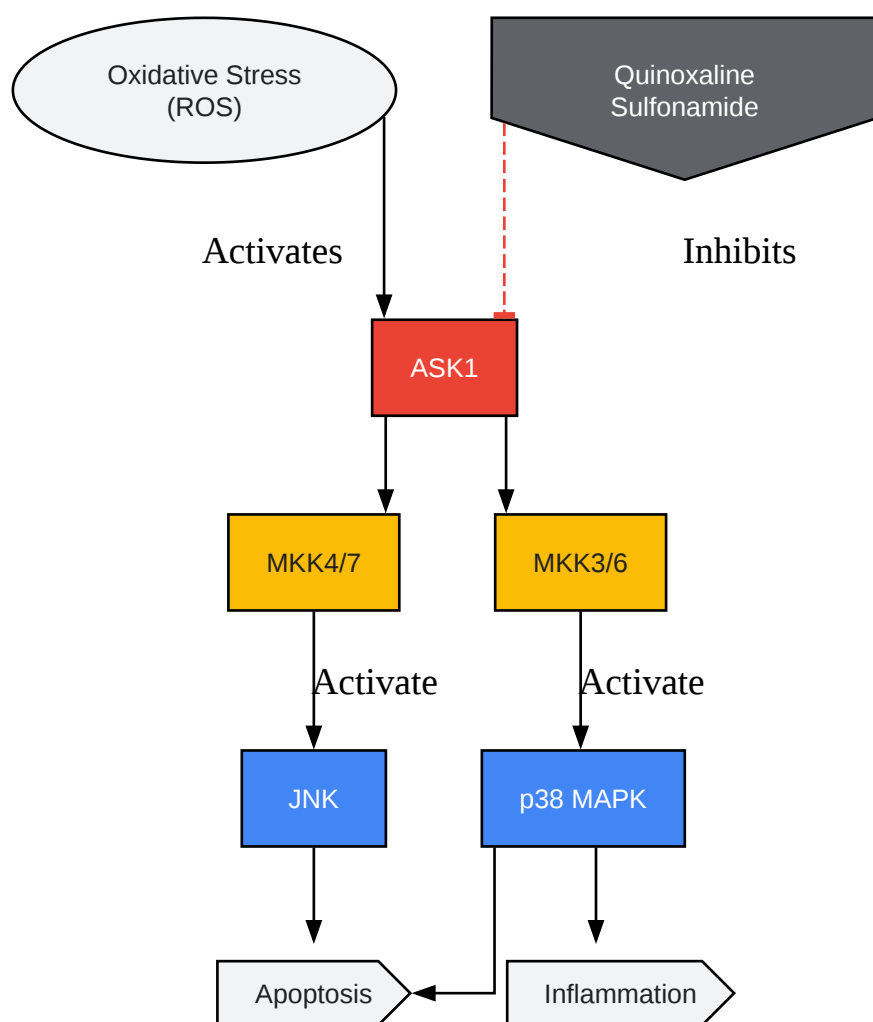 Oxidative Stress
(ROS)
Quinoxaline
Sulfonamide
Activates
Inhibits
ASK1
MKK4/7
MKK3/6
Activate
Activate
JNK
p38 MAPK
Apoptosis
Inflammation